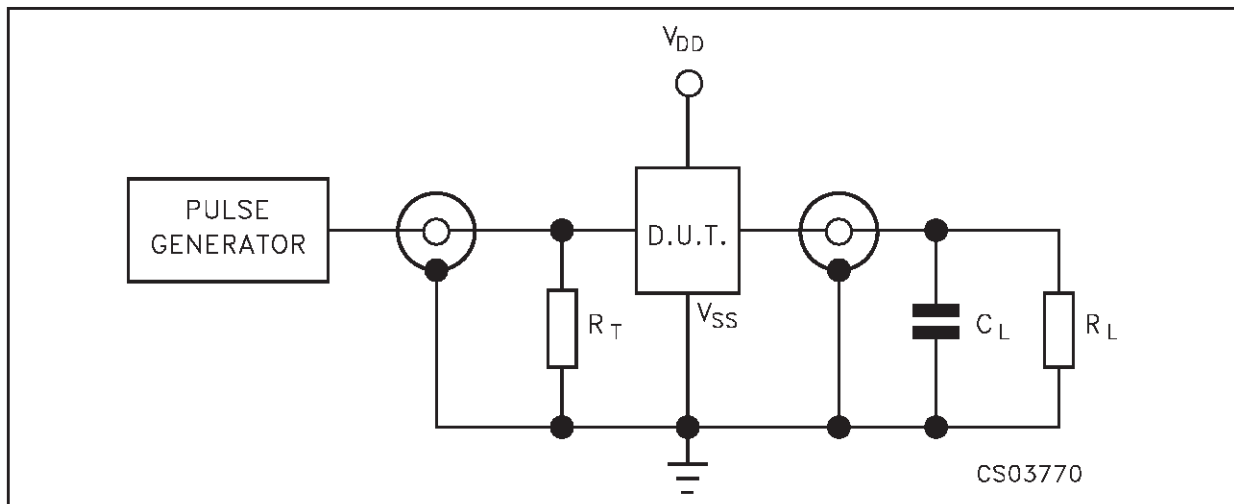 VDD
PULSE
GENERATOR
D.U.T.
VSS
RT
CL
RL
CS03770